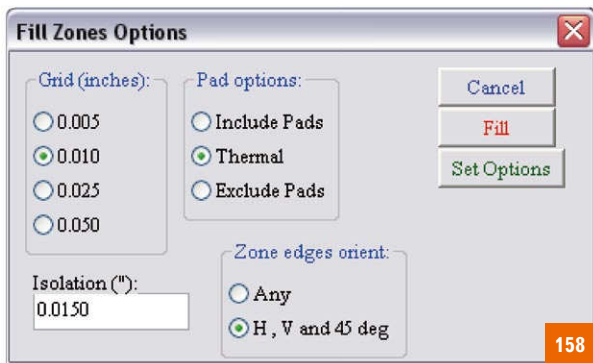 Fill Zones Options
Grid (inches):
0.005
0.010
0.025
0.050
Pad options:
Include Pads
Thermal
Exclude Pads
Cancel
Fill
Set Options
Isolation ("):
0.0150
Zone edges orient:
Any
H , V and 45 deg
158